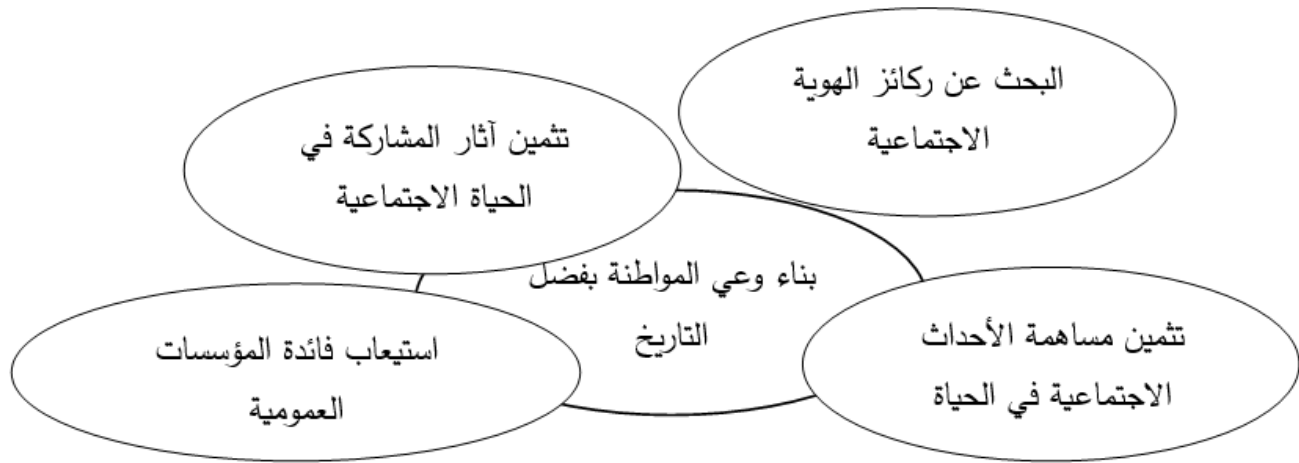 البحث عن ركائز الهوية
الاجتماعية
تثمين آثار المشاركة في
الحياة الاجتماعية
بناء وعي المواطنة بفضل
التاريخ
تثمين مساهمة الأحداث
الاجتماعية في الحياة
استيعاب فائدة المؤسسات
العمومية